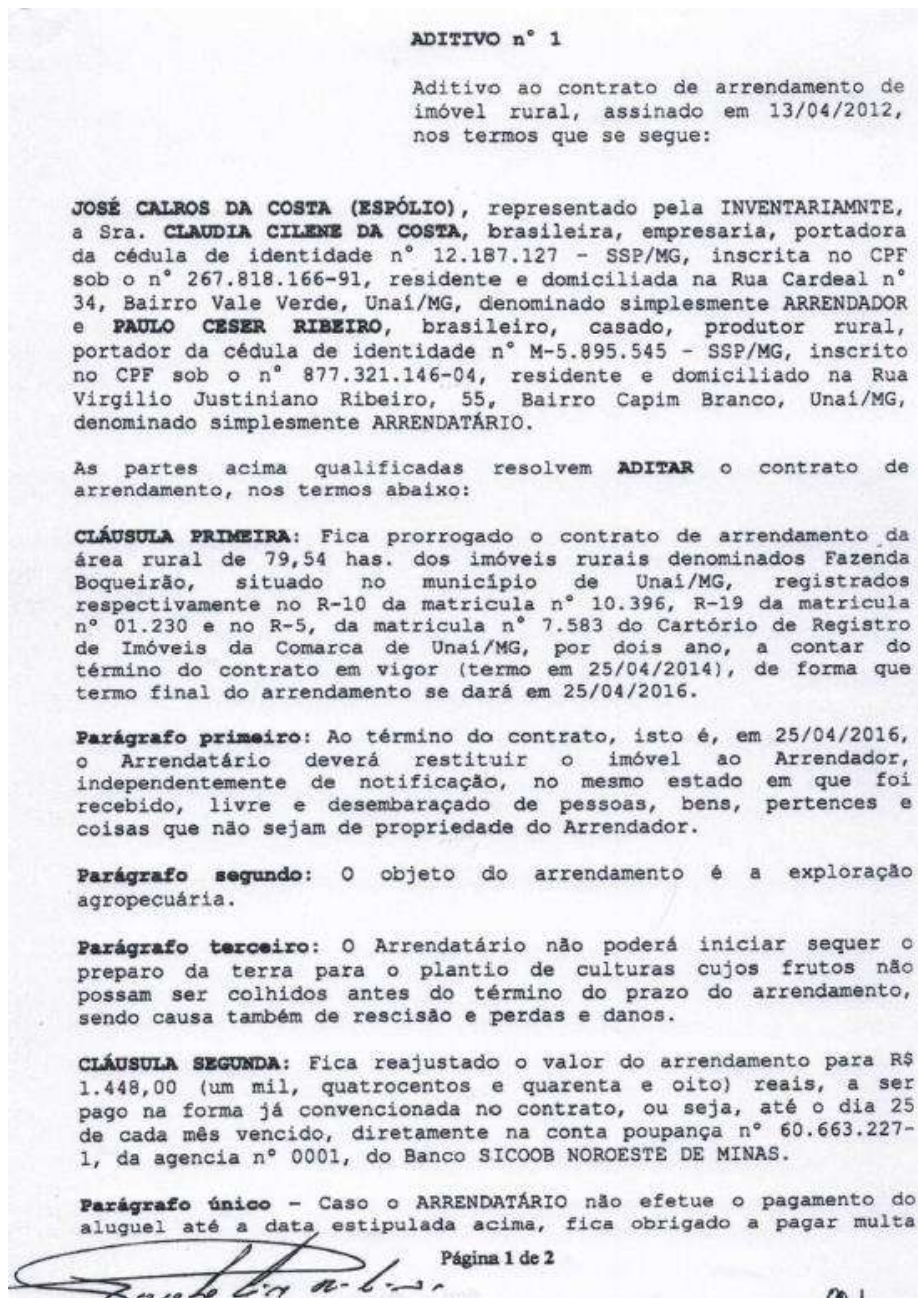 ADITIVO n° 1
Aditivo ao contrato de arrendamento de
imóvel rural, assinado em 13/04/2012,
nos termos que se segue:
JOSÉ CALROS DA COSTA (ESPÓLIO), representado pela INVENTARIAMNTE,
a Sra. CLAUDIA CILENE DA COSTA, brasileira, empresaria, portadora
da cédula de identidade n° 12.187.127 - SSP/MG, inscrita no CPF
sob o n° 267.818.166-91, residente e domiciliada na Rua Cardeal n°
34, Bairro Vale Verde, Unaí/MG, denominado simplesmente ARRENDADOR
e PAULO CESER RIBEIRO, brasileiro, casado, produtor rural,
portador da cédula de identidade n° M-5.895.545 - SSP/MG, inscrito
no CPF sob o n° 877.321.146-04, residente e domiciliado na Rua
Virgilio Justiniano Ribeiro, 55, Bairro Capim Branco, Unaí/MG,
denominado simplesmente ARRENDATÁRIO.
As partes acima qualificadas resolvem ADITAR o contrato de
arrendamento, nos termos abaixo:
CLÁUSULA PRIMEIRA: Fica prorrogado o contrato de arrendamento da
área rural de 79,54 has. dos imóveis rurais denominados Fazenda
Boqueirão, situado no município de Unaí/MG, registrados
respectivamente no R-10 da matricula n° 10.396, R-19 da matricula
n° 01.230 e no R-5, da matricula n° 7.583 do Cartório de Registro
de Imóveis da Comarca de Unaí/MG, por dois ano, a contar do
término do contrato em vigor (termo em 25/04/2014), de forma que
termo final do arrendamento se dará em 25/04/2016.
Parágrafo primeiro: Ao término do contrato, isto é, em 25/04/2016,
o Arrendatário deverá restituir o imóvel ao Arrendador,
independentemente de notificação, no mesmo estado em que foi
recebido, livre e desembaraçado de pessoas, bens, pertences e
coisas que não sejam de propriedade do Arrendador.
Parágrafo segundo: O objeto do arrendamento é a exploração
agropecuária.
Parágrafo terceiro: O Arrendatário não poderá iniciar sequer o
preparo da terra para o plantio de culturas cujos frutos não
possam ser colhidos antes do término do prazo do arrendamento,
sendo causa também de rescisão e perdas e danos.
CLÁUSULA SEGUNDA: Fica reajustado o valor do arrendamento para R$
1.448,00 (um mil, quatrocentos e quarenta e oito) reais, a ser
pago na forma já convencionada no contrato, ou seja, até o dia 25
de cada mês vencido, diretamente na conta poupança n° 60.663.227-
1, da agencia n° 0001, do Banco SICOOB NOROESTE DE MINAS.
Parágrafo único - Caso o ARRENDATÁRIO não efetue o pagamento do
aluguel até a data estipulada acima, fica obrigado a pagar multa
Página 1 de 2